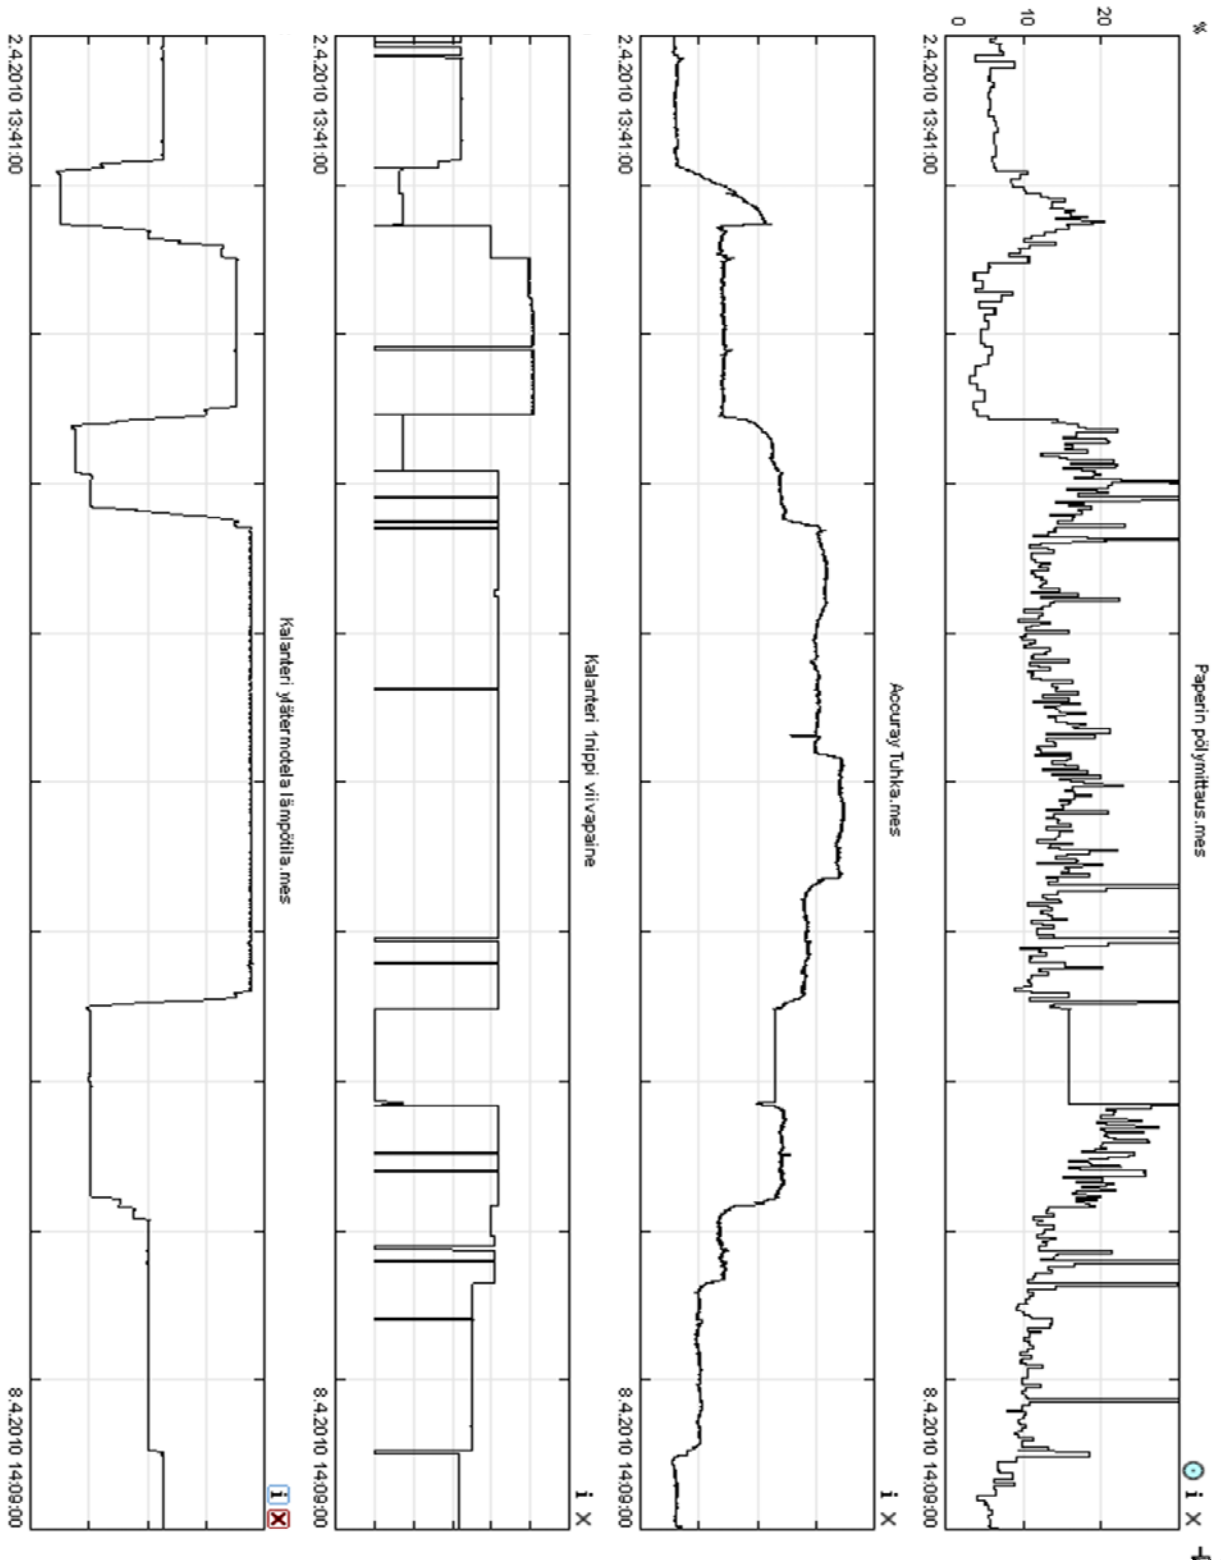 %
20
10
0
Paperin pölymittaus.mes
i X
2.4.2010 13:41:00
8.4.2010 14:09:00
Accuray Tuhka.mes
i X
2.4.2010 13:41:00
8.4.2010 14:09:00
Kalanteri 1nippi viivapaine
i X
2.4.2010 13:41:00
8.4.2010 14:09:00
Kalanteri ylätermotela lämpötila.mes
i X
2.4.2010 13:41:00
8.4.2010 14:09:00